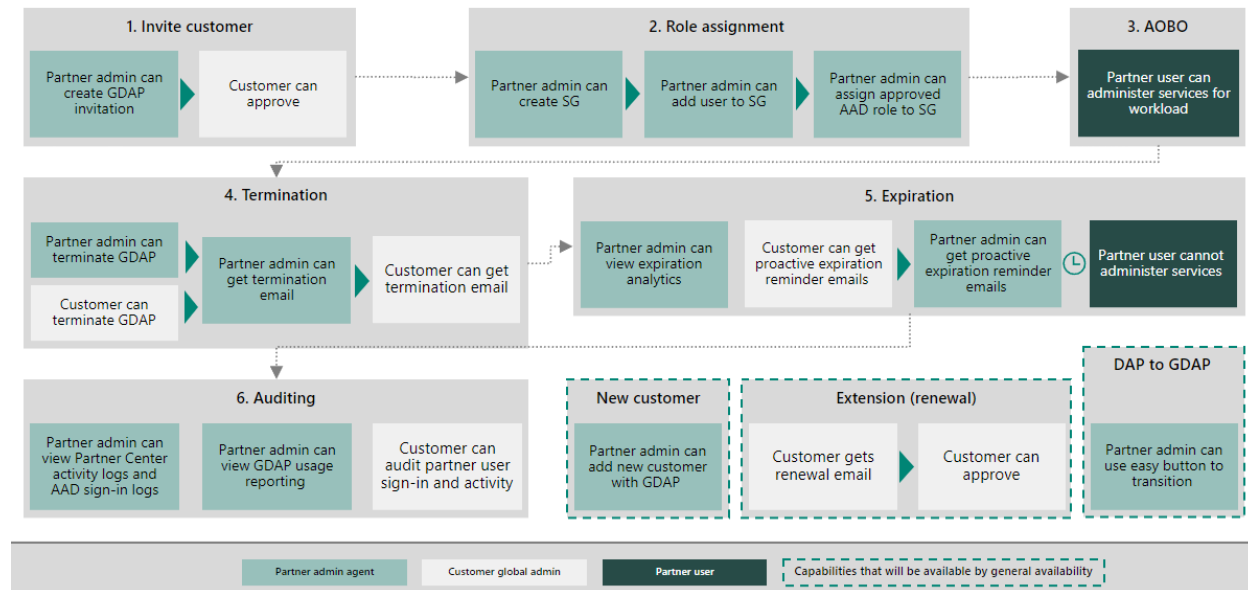 1. Invite customer
Partner admin can
create GDAP
invitation
Customer can
approve
2. Role assignment
Partner admin can
create SG
Partner admin can
add user to SG
Partner admin can
assign approved
AAD role to SG
3. AOBO
Partner user can
administer services for
workload
4. Termination
Partner admin can
terminate GDAP
Customer can
terminate GDAP
Partner admin can
get termination
email
Customer can get
termination email
5. Expiration
Partner admin can
view expiration
analytics
Customer can get
proactive expiration
reminder emails
Partner admin can
get proactive
expiration reminder
emails
Partner user cannot
administer services
6. Auditing
Partner admin can
view Partner Center
activity logs and
AAD sign-in logs
Partner admin can
view GDAP usage
reporting
Customer can
audit partner user
sign-in and activity
New customer
Partner admin can
add new customer
with GDAP
Extension (renewal)
Customer gets
renewal email
Customer can
approve
DAP to GDAP
Partner admin can
use easy button to
transition
Partner admin agent
Customer global admin
Partner user
Capabilities that will be available by general availability